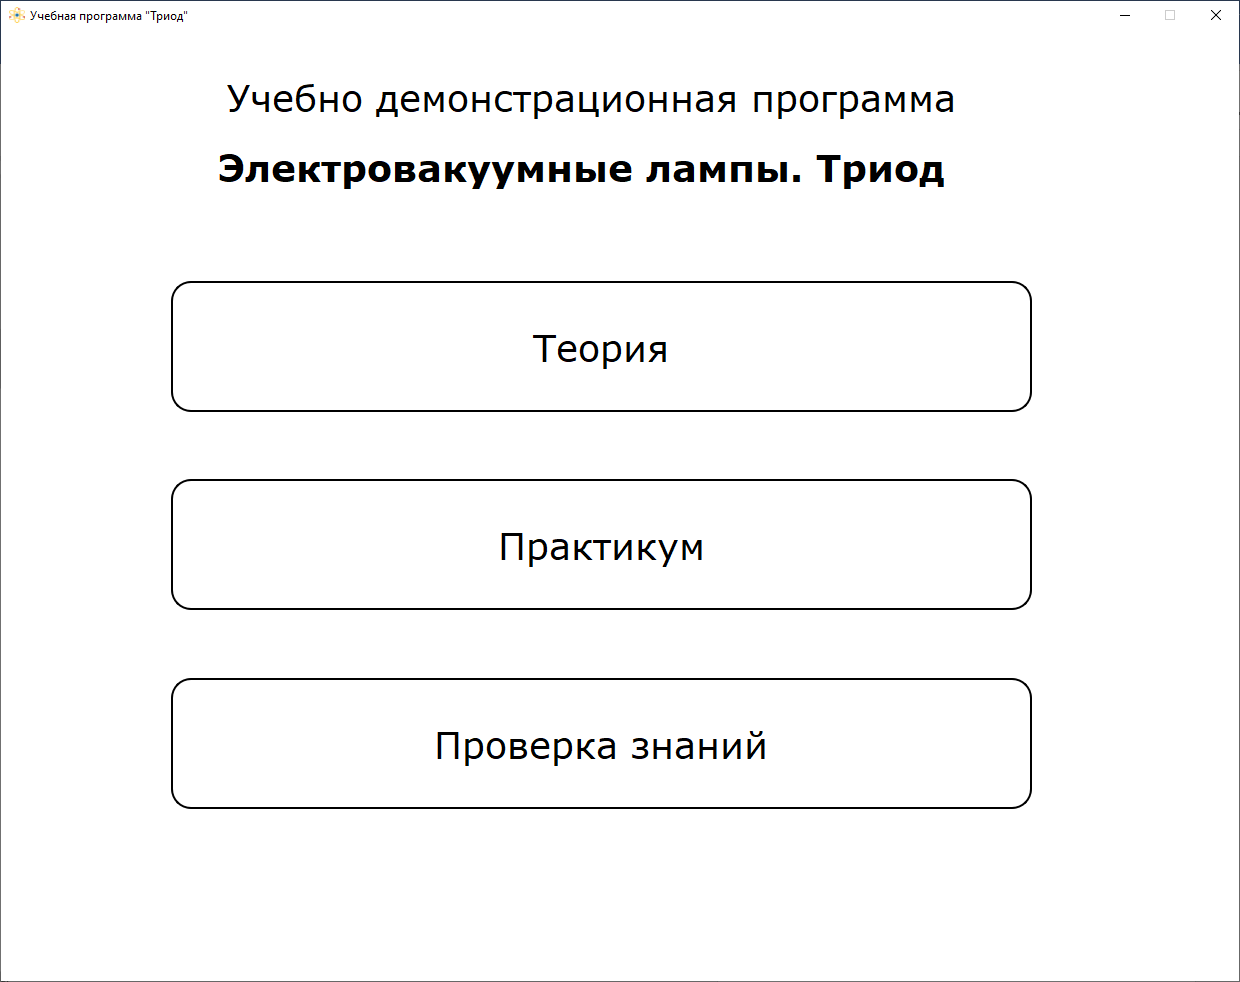 Учебная программа "Триод"
Учебно демонстрационная программа
Электровакуумные лампы. Триод
Теория
Практикум
Проверка знаний